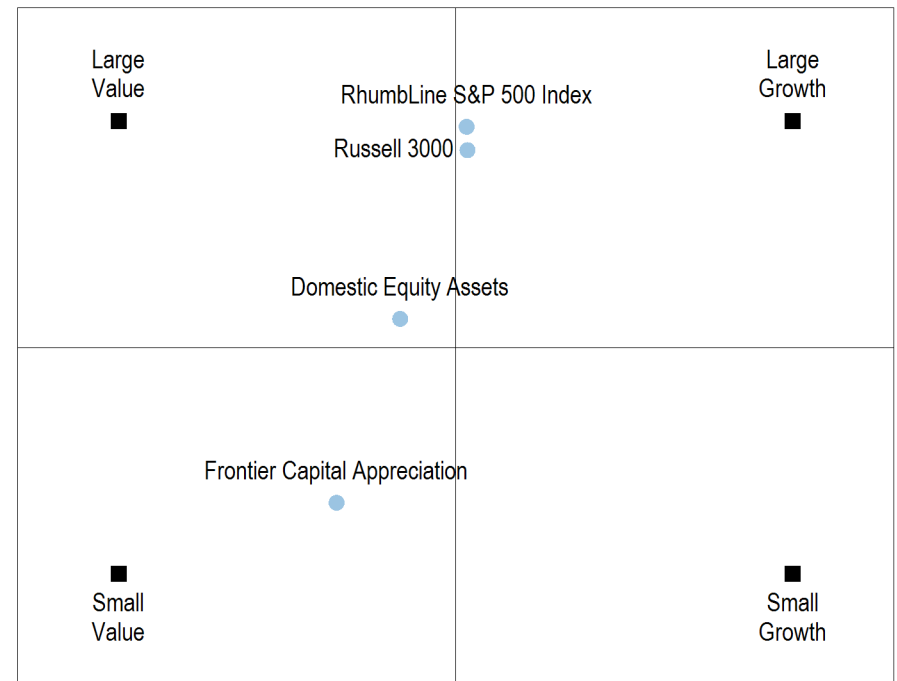 Large
Value
Large
Growth
RhumbLine S&P 500 Index
Russell 3000
Domestic Equity Assets
Frontier Capital Appreciation
Small
Value
Small
Growth